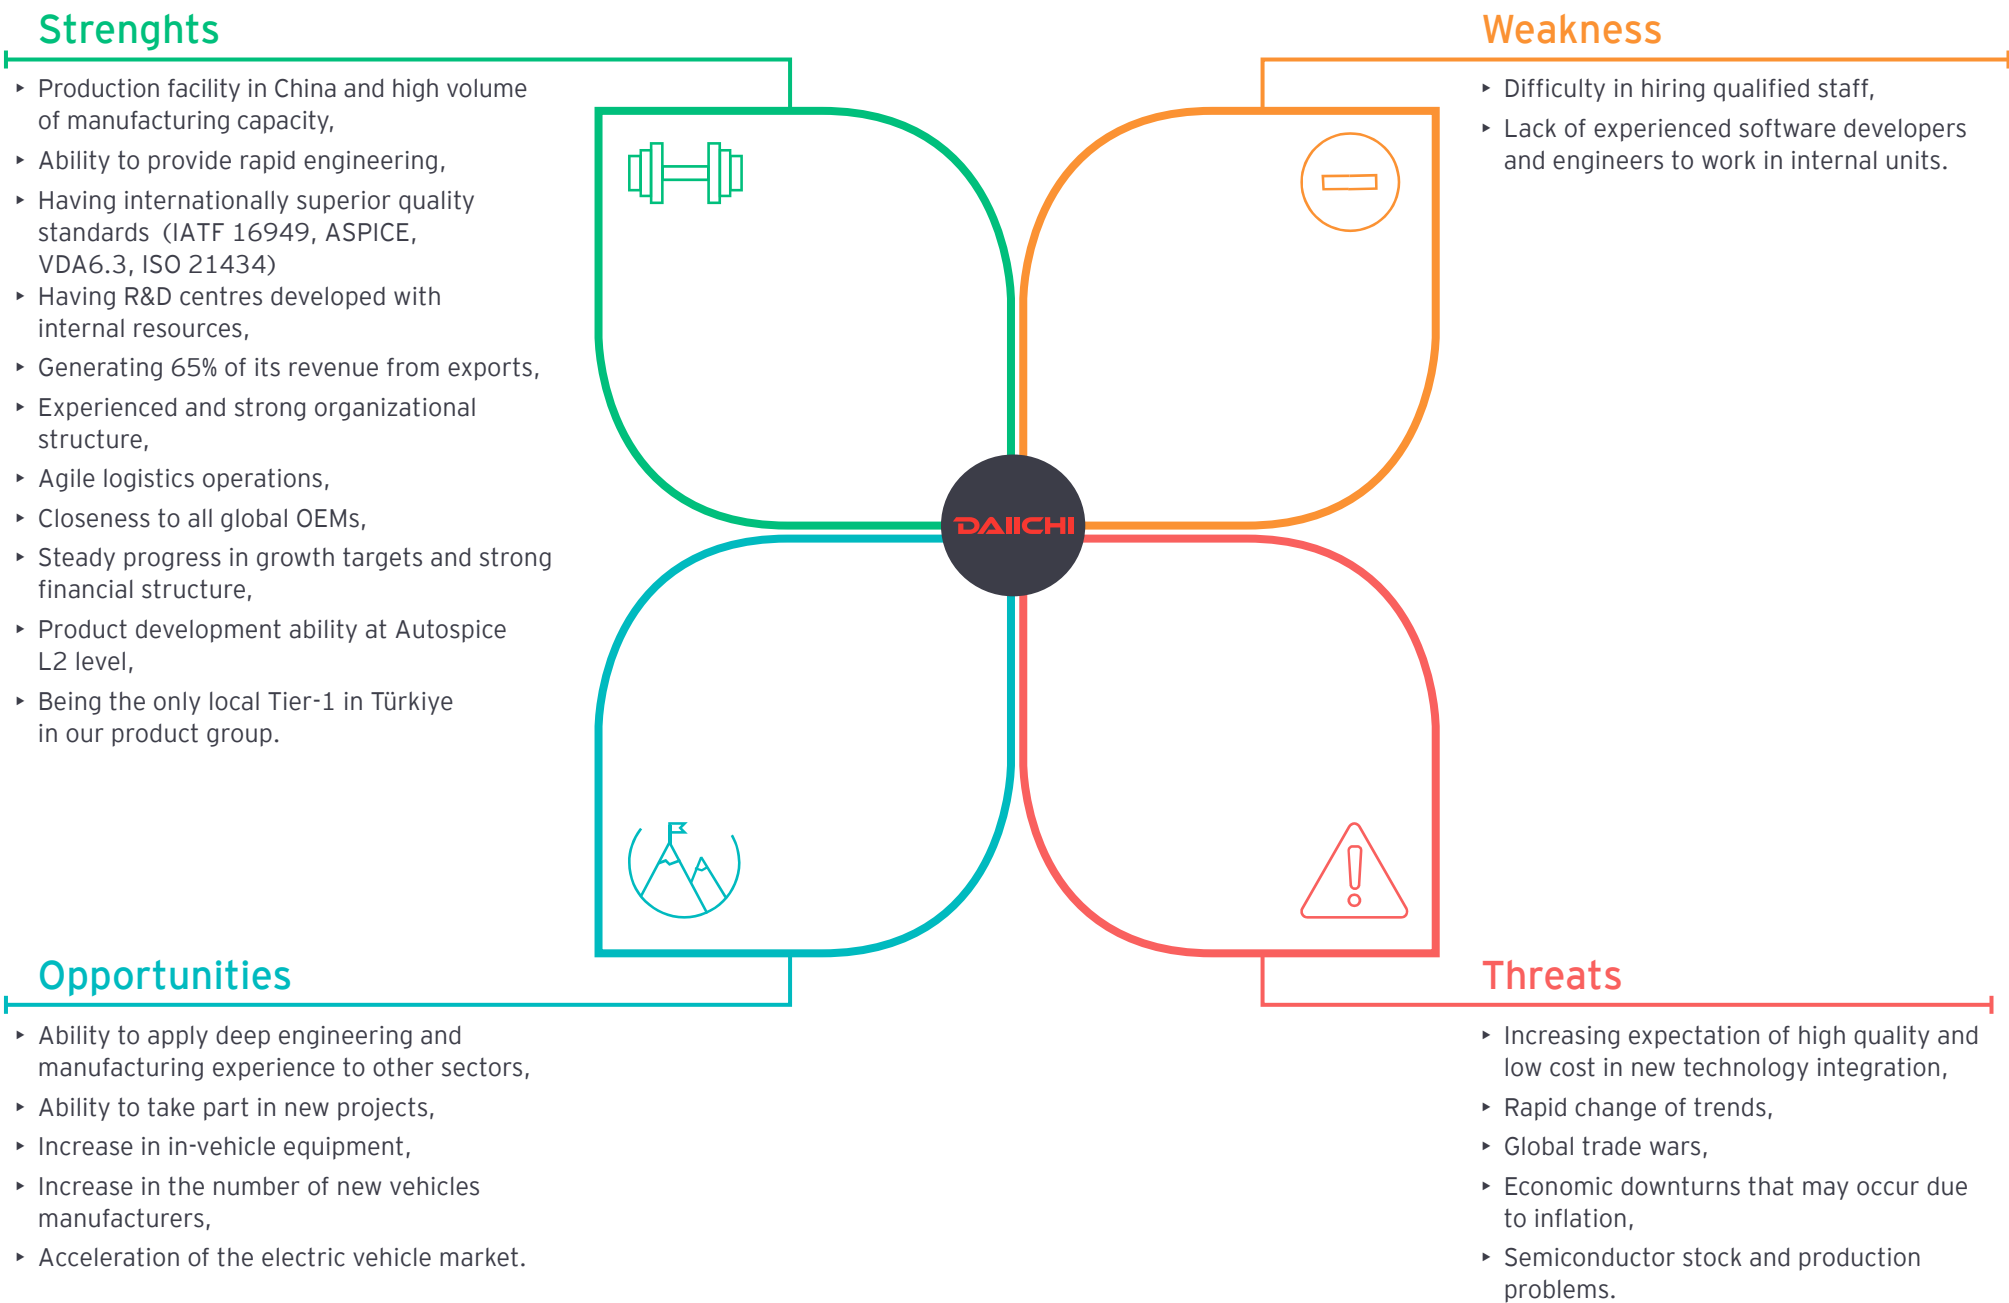 Strenghts
‣ Production facility in China and high volume
of manufacturing capacity,
‣ Ability to provide rapid engineering,
‣ Having internationally superior quality
standards (IATF 16949, ASPICE,
VDA6.3, ISO 21434)
‣ Having R&D centres developed with
internal resources,
‣ Generating 65% of its revenue from exports,
‣ Experienced and strong organizational
structure,
‣ Agile logistics operations,
‣ Closeness to all global OEMs,
‣ Steady progress in growth targets and strong
financial structure,
‣ Product development ability at Autospice
L2 level,
‣ Being the only local Tier-1 in Türkiye
in our product group.
Weakness
‣ Difficulty in hiring qualified staff,
‣ Lack of experienced software developers
and engineers to work in internal units.
DAIICHI
Opportunities
‣ Ability to apply deep engineering and
manufacturing experience to other sectors,
‣ Ability to take part in new projects,
‣ Increase in in-vehicle equipment,
‣ Increase in the number of new vehicles
manufacturers,
‣ Acceleration of the electric vehicle market.
Threats
‣ Increasing expectation of high quality and
low cost in new technology integration,
‣ Rapid change of trends,
‣ Global trade wars,
‣ Economic downturns that may occur due
to inflation,
‣ Semiconductor stock and production
problems.